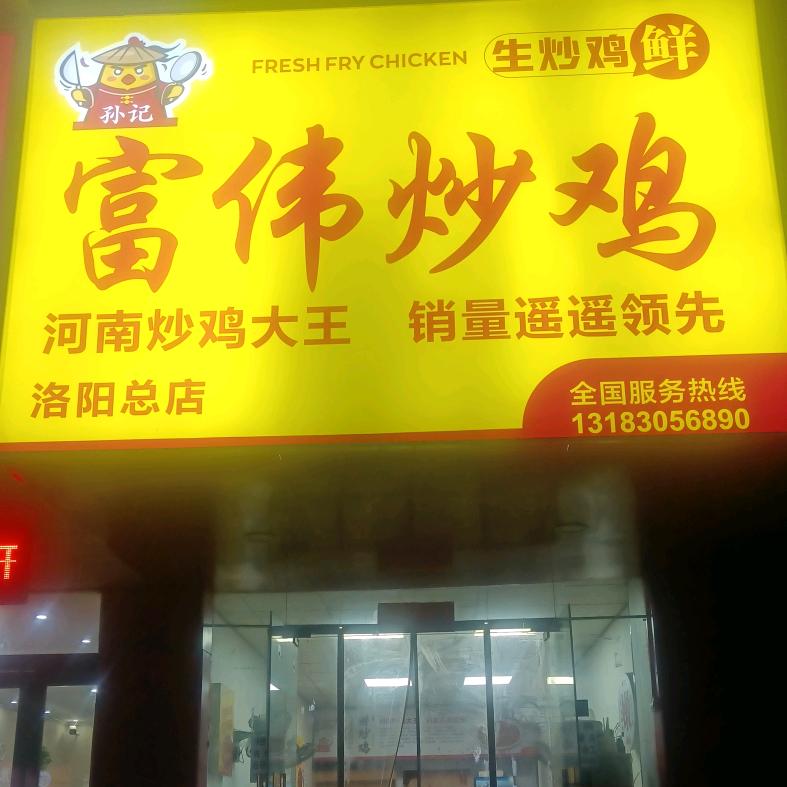 FRESH FRY CHICKEN
生炒鸡鲜
孙记
富伟炒鸡
河南炒鸡大王 销量遥遥领先
洛阳总店
全国服务热线
13183056890